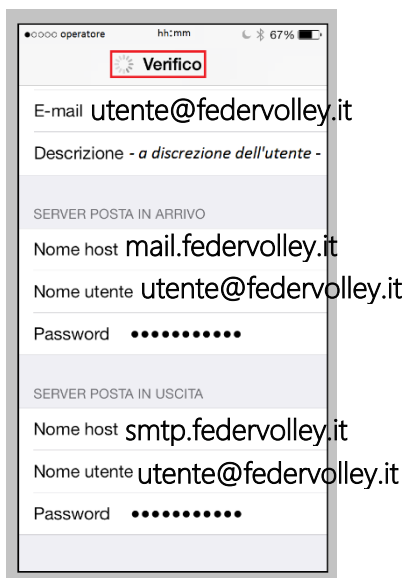 ●○○○○ operatore hh:mm 67%
Verifico
E-mail utente@federvolley.it
Descrizione - a discrezione dell'utente -
SERVER POSTA IN ARRIVO
Nome host mail.federvolley.it
Nome utente utente@federvolley.it
Password ●●●●●●●●●●●
SERVER POSTA IN USCITA
Nome host smtp.federvolley.it
Nome utente utente@federvolley.it
Password ●●●●●●●●●●●